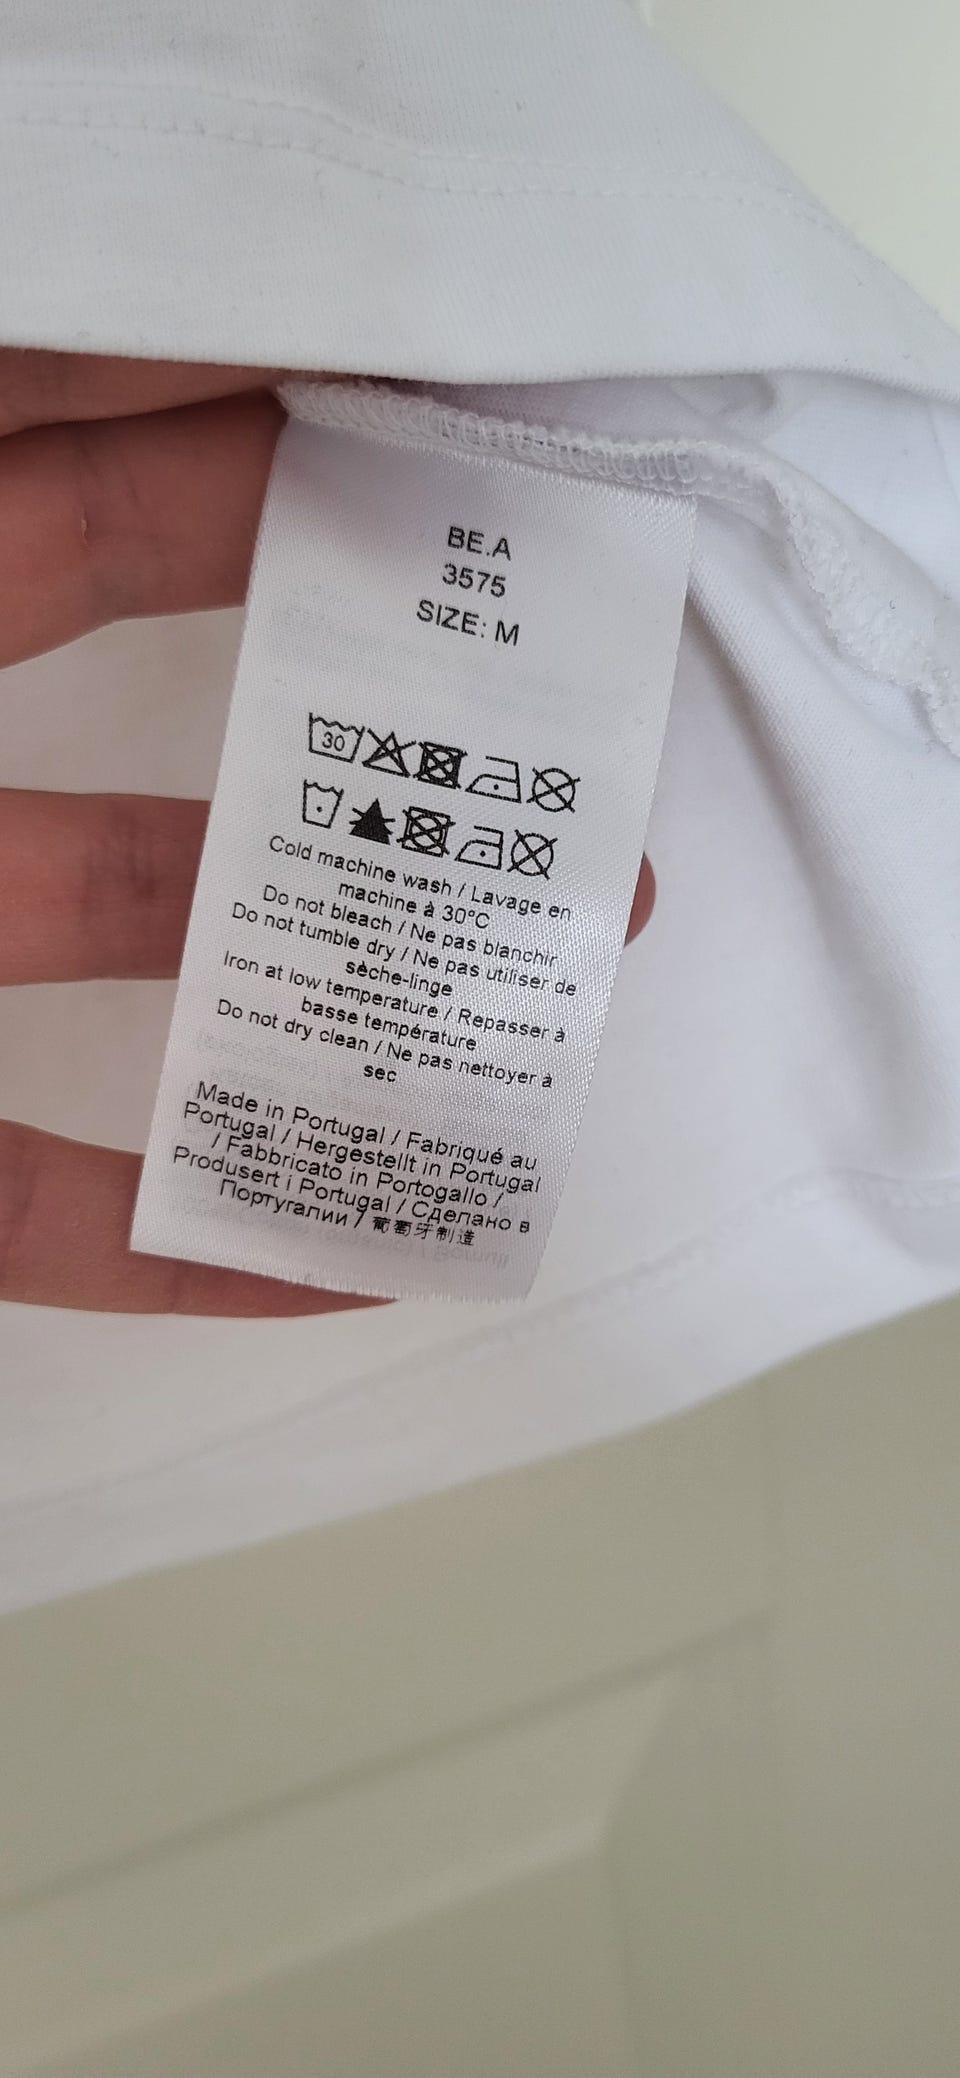 BE.A
3575
SIZE: M
30
Cold machine wash / Lavage en
machine à 30°C
Do not bleach / Ne pas blanchir
Do not tumble dry / Ne pas utiliser de
sèche-linge
Iron at low temperature / Repasser à
basse température
Do not dry clean / Ne pas nettoyer à
sec
Made in Portugal / Fabriqué au
Portugal / Hergestellt in Portugal
/ Fabbricato in Portogallo /
Produsert i Portugal / Сделано в
Португалии / 葡萄牙制造